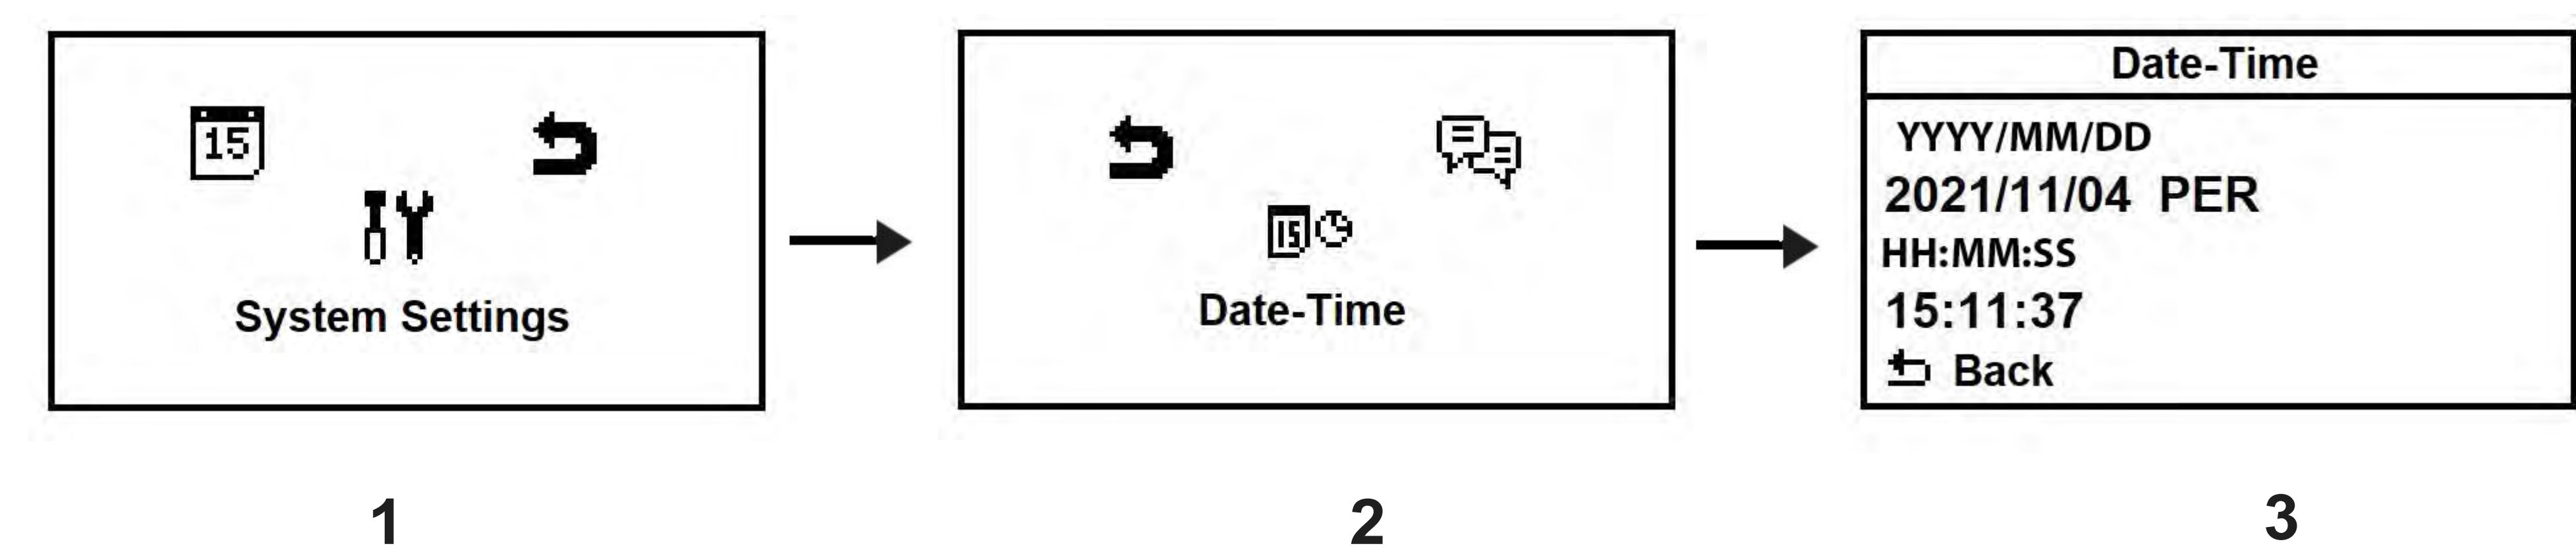 15
System Settings
1
15
Date-Time
2
Date-Time
YYYY/MM/DD
2021/11/04 PER
HH:MM:SS
15:11:37
Back
3